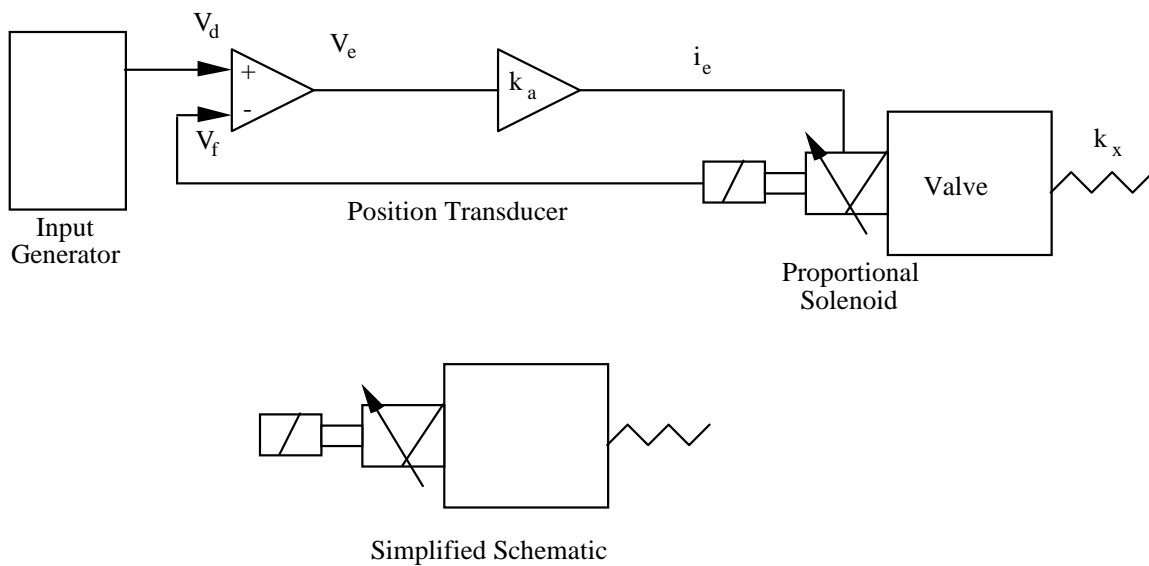 V_d
V_e
i_e
+
k_a
-
V_f
k_x
Valve
Position Transducer
Input
Generator
Proportional
Solenoid
Simplified Schematic